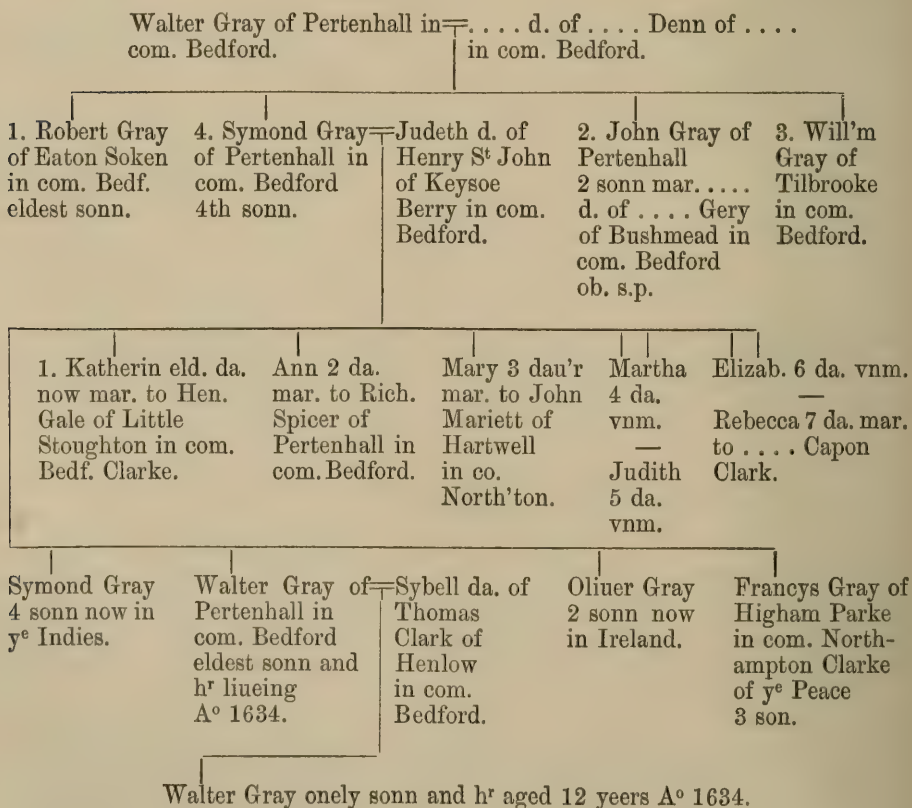 Walter Gray of Pertenhall in
com. Bedford.
. . . . d. of . . . . Denn of . . . .
in com. Bedford.
1. Robert Gray
of Eaton Soken
in com. Bedf.
eldest sonn.
4. Symond Gray
of Pertenhall in
com. Bedford
4th sonn.
Judeth d. of
Henry Sᵗ John
of Keysoe
Berry in com.
Bedford.
2. John Gray of
Pertenhall
2 sonn mar. . . . .
d. of . . . . Gery
of Bushmead in
com. Bedford
ob. s.p.
3. Will'm
Gray of
Tilbrooke
in com.
Bedford.
1. Katherin eld. da.
now mar. to Hen.
Gale of Little
Stoughton in com.
Bedf. Clarke.
Ann 2 da.
mar. to Rich.
Spicer of
Pertenhall in
com. Bedford.
Mary 3 dau'r
mar. to John
Mariett of
Hartwell
in co.
North'ton.
Martha
4 da.
vnm.
—
Judith
5 da.
vnm.
Elizab. 6 da. vnm.
—
Rebecca 7 da. mar.
to . . . . Capon
Clark.
Symond Gray
4 sonn now in
yᵉ Indies.
Walter Gray of
Pertenhall in
com. Bedford
eldest sonn and
hʳ liueing
Aᵒ 1634.
Sybell da. of
Thomas
Clark of
Henlow
in com.
Bedford.
Oliuer Gray
2 sonn now
in Ireland.
Francys Gray of
Higham Parke
in com. North-
ampton Clarke
of yᵉ Peace
3 son.
Walter Gray onely sonn and hʳ aged 12 yeers Aᵒ 1634.